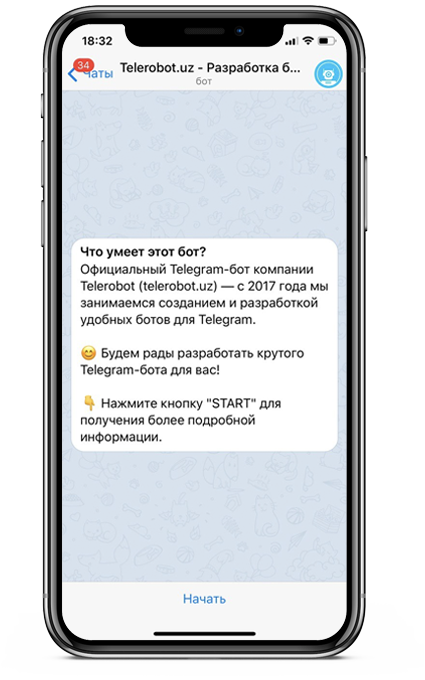 18:32
34
Чаты
Telerobot.uz - Разработка б...
бот
Что умеет этот бот?
Официальный Telegram-бот компании
Telerobot (telerobot.uz) — с 2017 года мы
занимаемся созданием и разработкой
удобных ботов для Telegram.
😊 Будем рады разработать крутого
Telegram-бота для вас!
👇 Нажмите кнопку "START" для
получения более подробной
информации.
Начать